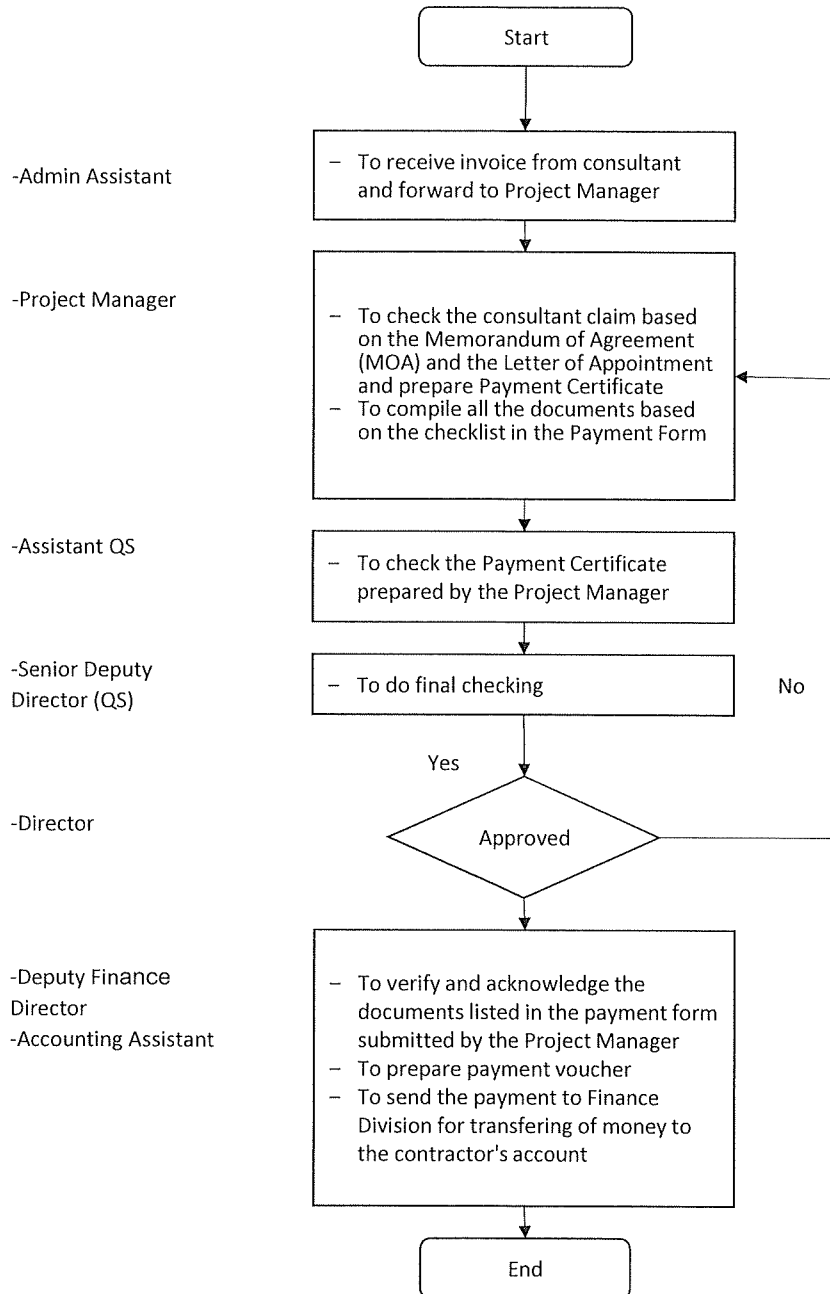 Start
-Admin Assistant
– To receive invoice from consultant
and forward to Project Manager
-Project Manager
– To check the consultant claim based
on the Memorandum of Agreement
(MOA) and the Letter of Appointment
and prepare Payment Certificate
– To compile all the documents based
on the checklist in the Payment Form
-Assistant QS
– To check the Payment Certificate
prepared by the Project Manager
-Senior Deputy
Director (QS)
– To do final checking
No
Yes
-Director
Approved
-Deputy Finance
Director
-Accounting Assistant
– To verify and acknowledge the
documents listed in the payment form
submitted by the Project Manager
– To prepare payment voucher
– To send the payment to Finance
Division for transfering of money to
the contractor's account
End